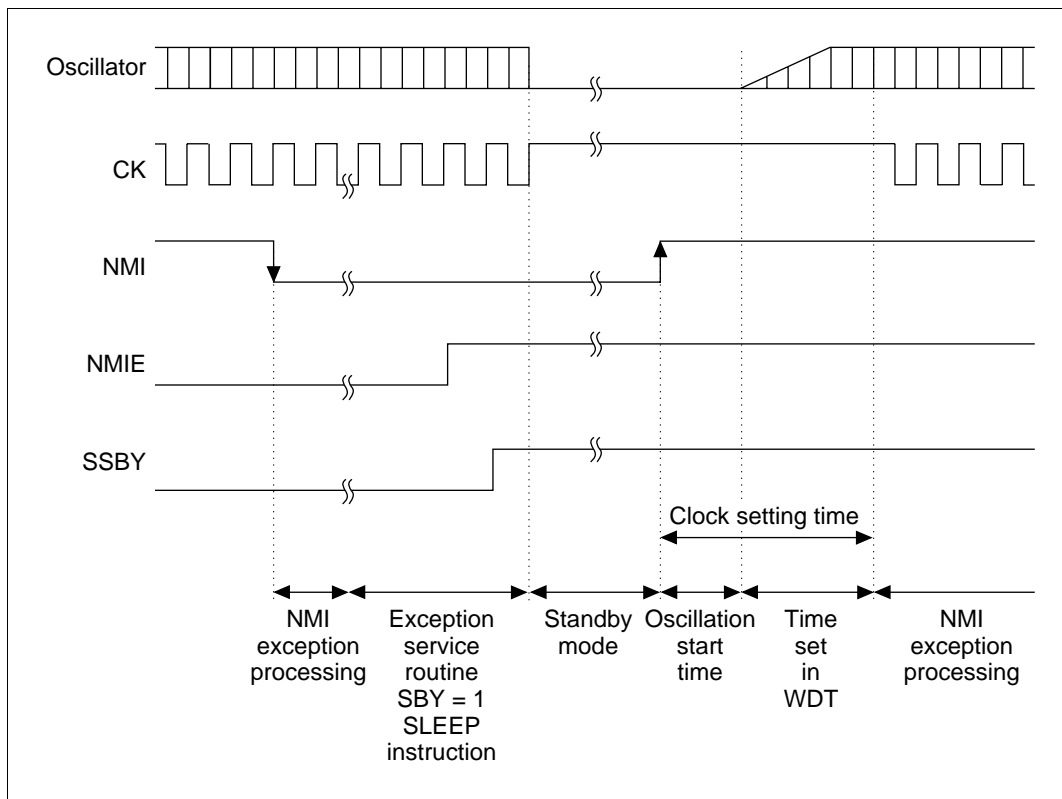 Oscillator
CK
NMI
NMIE
SSBY
Clock setting time
NMI
exception
processing
Exception
service
routine
SBY = 1
SLEEP
instruction
Standby
mode
Oscillation
start
time
Time
set
in
WDT
NMI
exception
processing